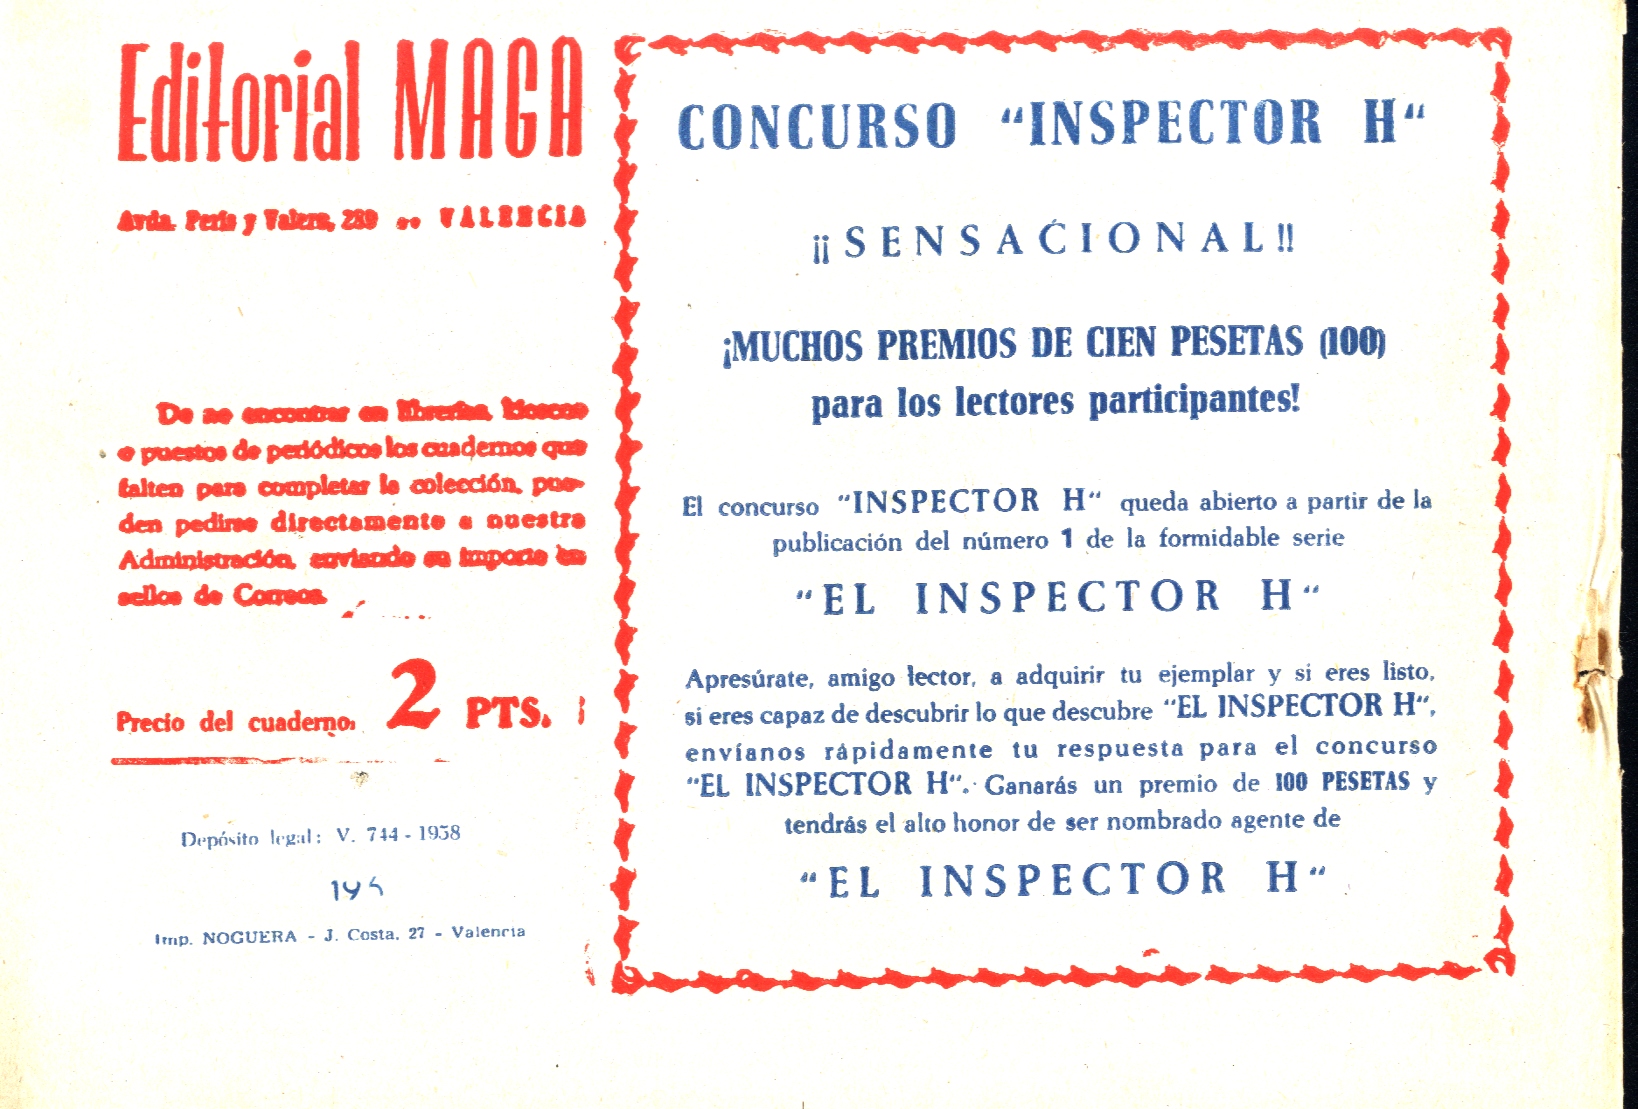 Editorial MAGA
Avda. Peris y Valero, 289 -- VALENCIA
De no encontrar en librerías, kioscos
o puestos de periódicos los cuadernos que
falten para completar la colección, pue-
den pedirse directamente a nuestra
Administración, enviando su importe en
sellos de Correos.
Precio del cuaderno: 2 PTS.
Depósito legal: V. 744 - 1958
Imp. NOGUERA - J. Costa, 27 - Valencia
CONCURSO "INSPECTOR H"
¡¡SENSACIONAL!!
¡MUCHOS PREMIOS DE CIEN PESETAS (100)
para los lectores participantes!
El concurso "INSPECTOR H" queda abierto a partir de la
publicación del número 1 de la formidable serie
"EL INSPECTOR H"
Apresúrate, amigo lector, a adquirir tu ejemplar y si eres listo,
si eres capaz de descubrir lo que descubre "EL INSPECTOR H",
envíanos rápidamente tu respuesta para el concurso
"EL INSPECTOR H". Ganarás un premio de 100 PESETAS y
tendrás el alto honor de ser nombrado agente de
"EL INSPECTOR H"